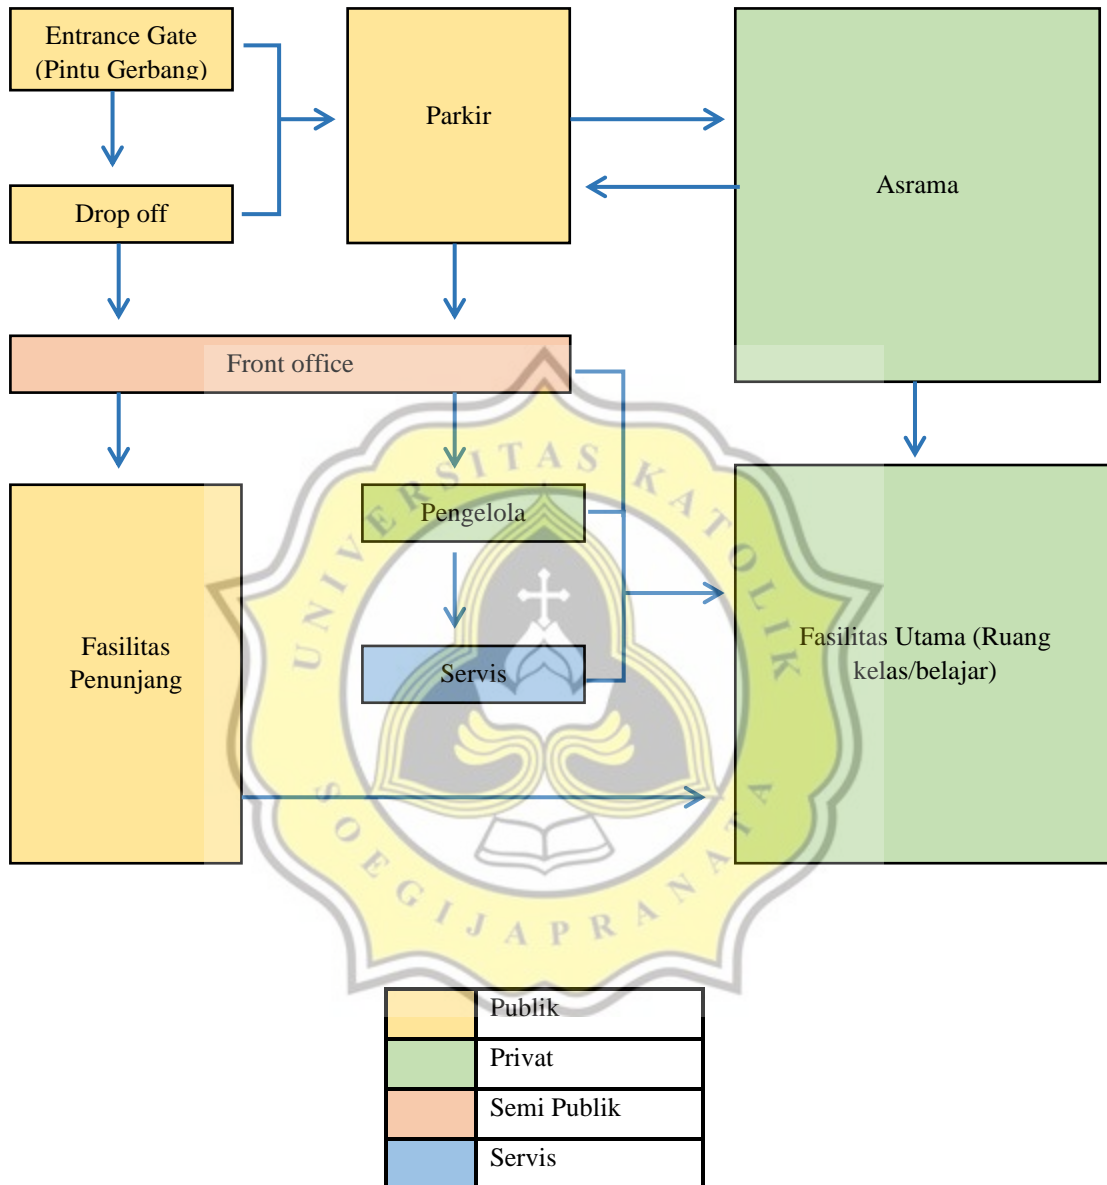 Entrance Gate
(Pintu Gerbang)
Parkir
Asrama
Drop off
Front office
Pengelola
Fasilitas
Penunjang
Servis
Fasilitas Utama (Ruang
kelas/belajar)
UNIVERSITAS KATOLIK
SOEGIJAPRANATA
Publik
Privat
Semi Publik
Servis